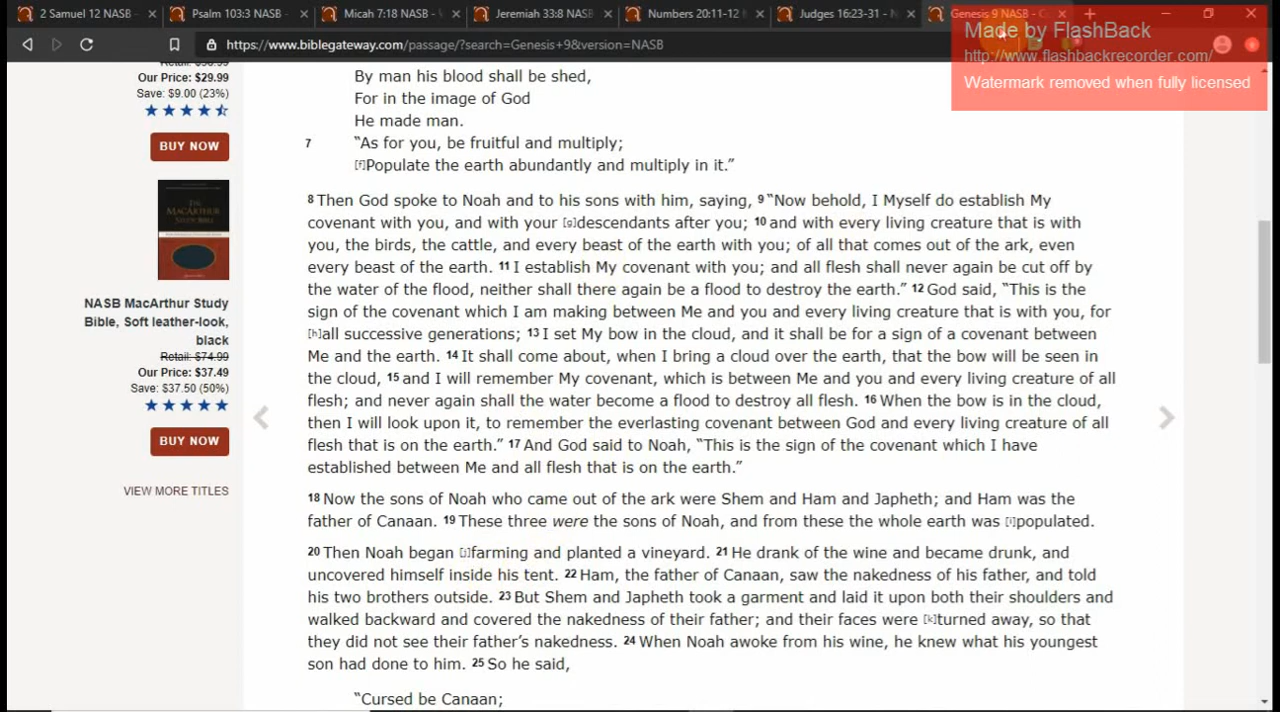 2 Samuel 12 NASB -
Psalm 103:3 NASB -
Micah 7:18 NASB -
Jeremiah 33:8 NASB
Numbers 20:11-12
Judges 16:23-31 -
Genesis 9 NASB -
https://www.biblegateway.com/passage/?search=Genesis+9&version=NASB
Made by FlashBack
http://www.flashbackrecorder.com/
Watermark removed when fully licensed
Our Price: $29.99
Save: $9.00 (23%)
BUY NOW
THE
MACARTHUR
STUDY BIBLE
NASB MacArthur Study
Bible, Soft leather-look,
black
Retail: $74.99
Our Price: $37.49
Save: $37.50 (50%)
BUY NOW
VIEW MORE TITLES
By man his blood shall be shed,
For in the image of God
He made man.
7 “As for you, be fruitful and multiply;
[f]Populate the earth abundantly and multiply in it.”
8 Then God spoke to Noah and to his sons with him, saying, 9 “Now behold, I Myself do establish My
covenant with you, and with your [g]descendants after you; 10 and with every living creature that is with
you, the birds, the cattle, and every beast of the earth with you; of all that comes out of the ark, even
every beast of the earth. 11 I establish My covenant with you; and all flesh shall never again be cut off by
the water of the flood, neither shall there again be a flood to destroy the earth.” 12 God said, “This is the
sign of the covenant which I am making between Me and you and every living creature that is with you, for
[h]all successive generations; 13 I set My bow in the cloud, and it shall be for a sign of a covenant between
Me and the earth. 14 It shall come about, when I bring a cloud over the earth, that the bow will be seen in
the cloud, 15 and I will remember My covenant, which is between Me and you and every living creature of all
flesh; and never again shall the water become a flood to destroy all flesh. 16 When the bow is in the cloud,
then I will look upon it, to remember the everlasting covenant between God and every living creature of all
flesh that is on the earth.” 17 And God said to Noah, “This is the sign of the covenant which I have
established between Me and all flesh that is on the earth.”
18 Now the sons of Noah who came out of the ark were Shem and Ham and Japheth; and Ham was the
father of Canaan. 19 These three were the sons of Noah, and from these the whole earth was [i]populated.
20 Then Noah began [j]farming and planted a vineyard. 21 He drank of the wine and became drunk, and
uncovered himself inside his tent. 22 Ham, the father of Canaan, saw the nakedness of his father, and told
his two brothers outside. 23 But Shem and Japheth took a garment and laid it upon both their shoulders and
walked backward and covered the nakedness of their father; and their faces were [k]turned away, so that
they did not see their father’s nakedness. 24 When Noah awoke from his wine, he knew what his youngest
son had done to him. 25 So he said,
“Cursed be Canaan;